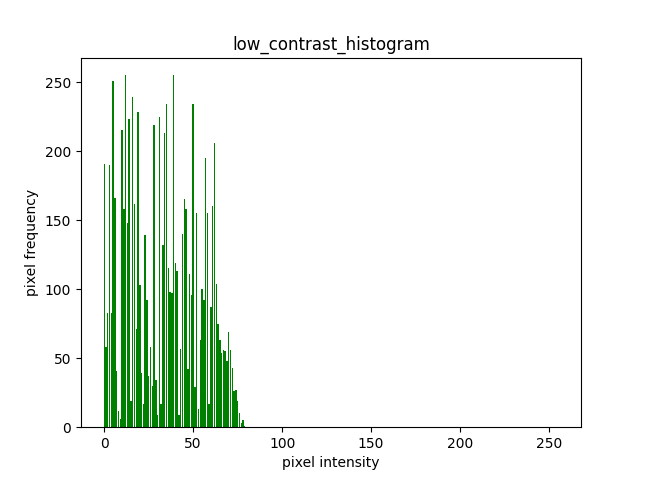 low_contrast_histogram
250
200
150
100
50
0
pixel frequency
0 50 100 150 200 250
pixel intensity